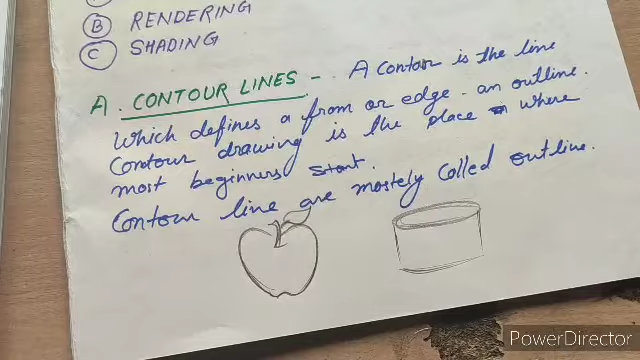 B RENDERING
C SHADING
A. CONTOUR LINES - A contour is the line
which defines a from or edge - an outline.
Contour drawing is the place where
most beginners start.
Contour line are mostely called outline.
PowerDirector